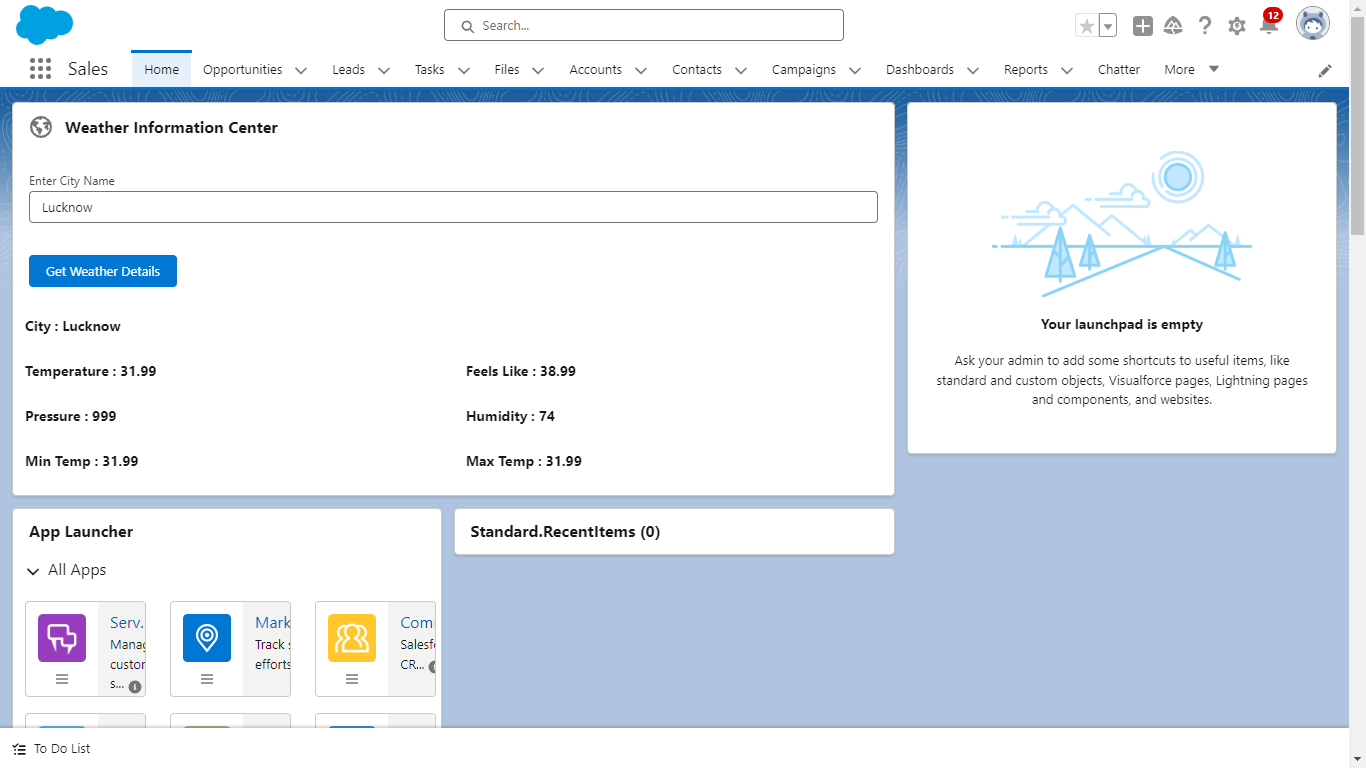 Search...
12
Sales
Home Opportunities Leads Tasks Files Accounts Contacts Campaigns Dashboards Reports Chatter More
Weather Information Center
Enter City Name
Lucknow
Get Weather Details
City : Lucknow
Temperature : 31.99 Feels Like : 38.99
Pressure : 999 Humidity : 74
Min Temp : 31.99 Max Temp : 31.99
Your launchpad is empty
Ask your admin to add some shortcuts to useful items, like
standard and custom objects, Visualforce pages, Lightning pages
and components, and websites.
App Launcher
All Apps
Serv.
Manag
custor
s...
Mark
Track s
efforts
Com
Salesf
CR...
Standard.RecentItems (0)
To Do List